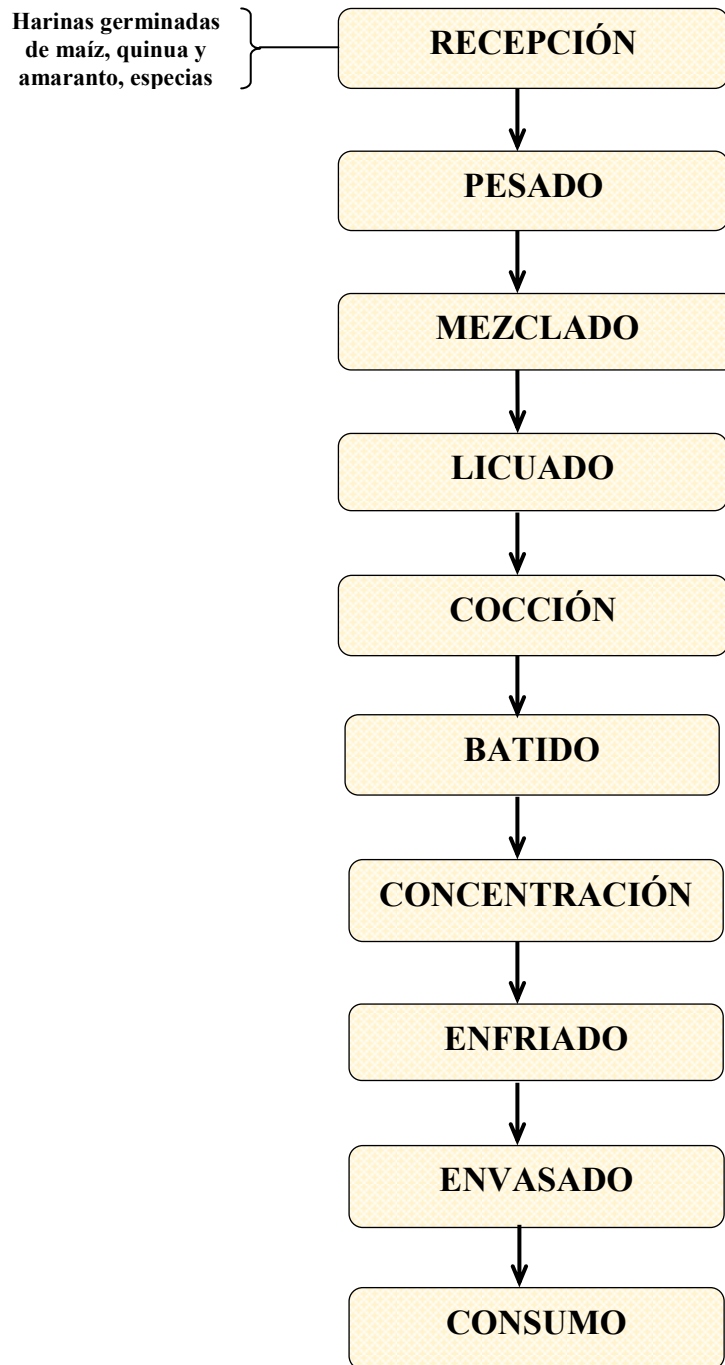 Harinas germinadas
de maíz, quinua y
amaranto, especias
RECEPCIÓN
PESADO
MEZCLADO
LICUADO
COCCIÓN
BATIDO
CONCENTRACIÓN
ENFRIADO
ENVASADO
CONSUMO